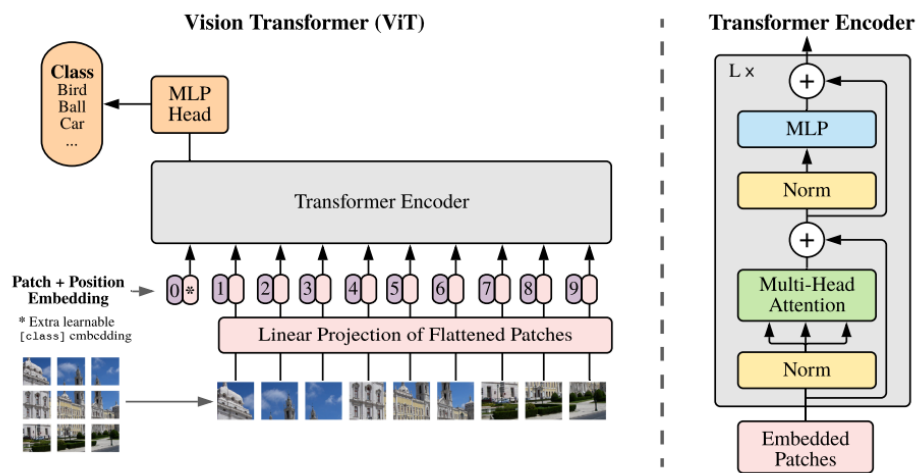 Vision Transformer (ViT)
Class
Bird
Ball
Car
...
MLP
Head
Transformer Encoder
0 * 1 2 3 4 5 6 7 8 9
Patch + Position
Embedding
* Extra learnable
[class] embedding
Linear Projection of Flattened Patches
Transformer Encoder
L ×
+
MLP
Norm
+
Multi-Head
Attention
Norm
Embedded
Patches